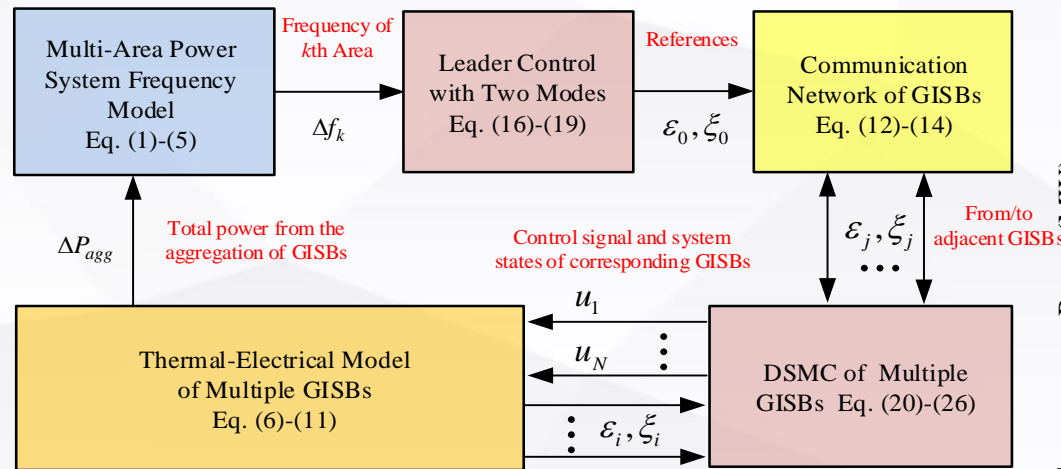 Multi-Area Power
System Frequency
Model
Eq. (1)-(5)
Frequency of
kth Area
Δf_k
Leader Control
with Two Modes
Eq. (16)-(19)
References
ε_0, ξ_0
Communication
Network of GISBs
Eq. (12)-(14)
ΔP_agg
Total power from the
aggregation of GISBs
Control signal and system
states of corresponding GISBs
ε_j, ξ_j
•••
From/to
adjacent GISBs
Thermal-Electrical Model
of Multiple GISBs
Eq. (6)-(11)
u_1
⋮
u_N
⋮ ε_i, ξ_i
DSMC of Multiple
GISBs Eq. (20)-(26)